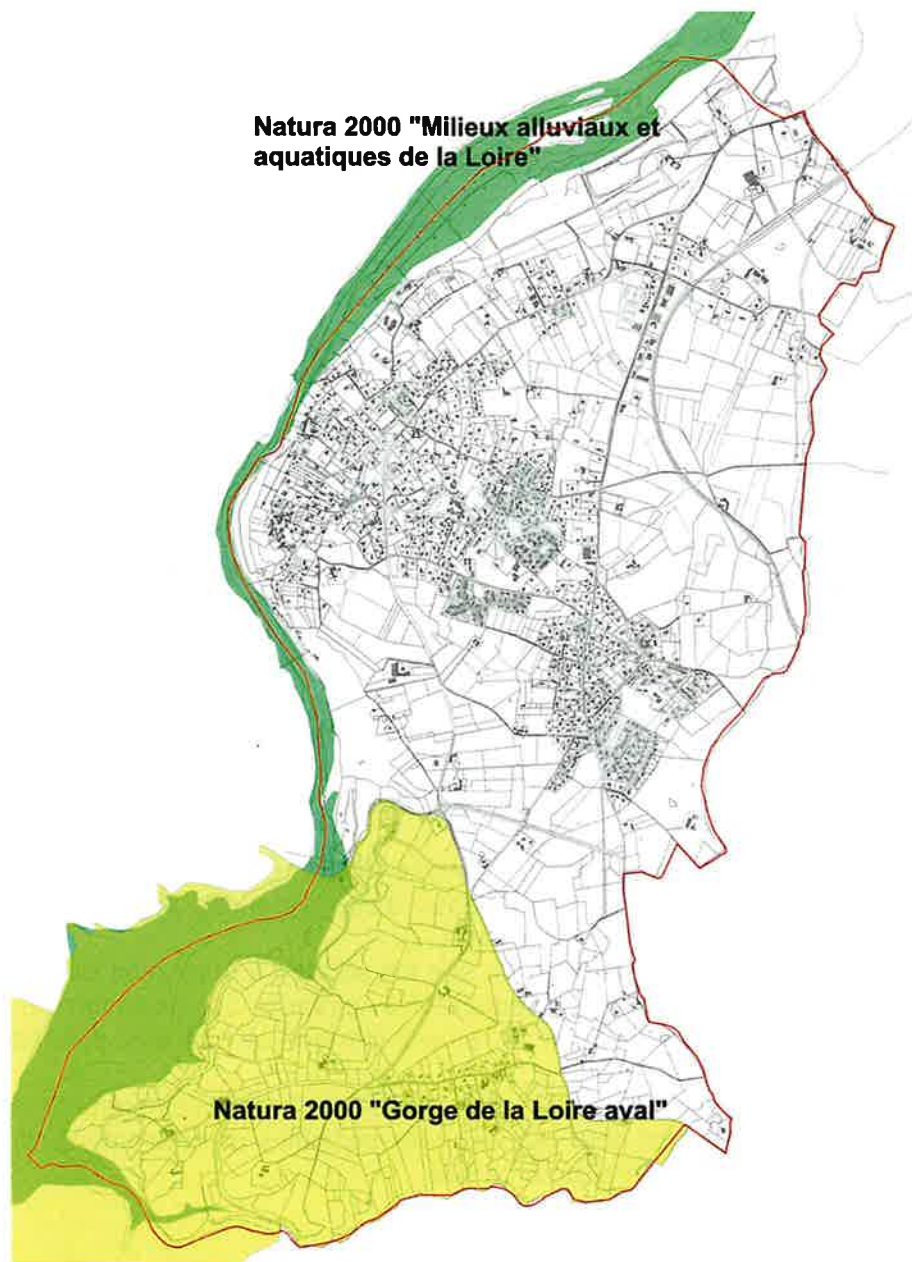 Natura 2000 "Milieux alluviaux et
aquatiques de la Loire"
Natura 2000 "Gorge de la Loire aval"